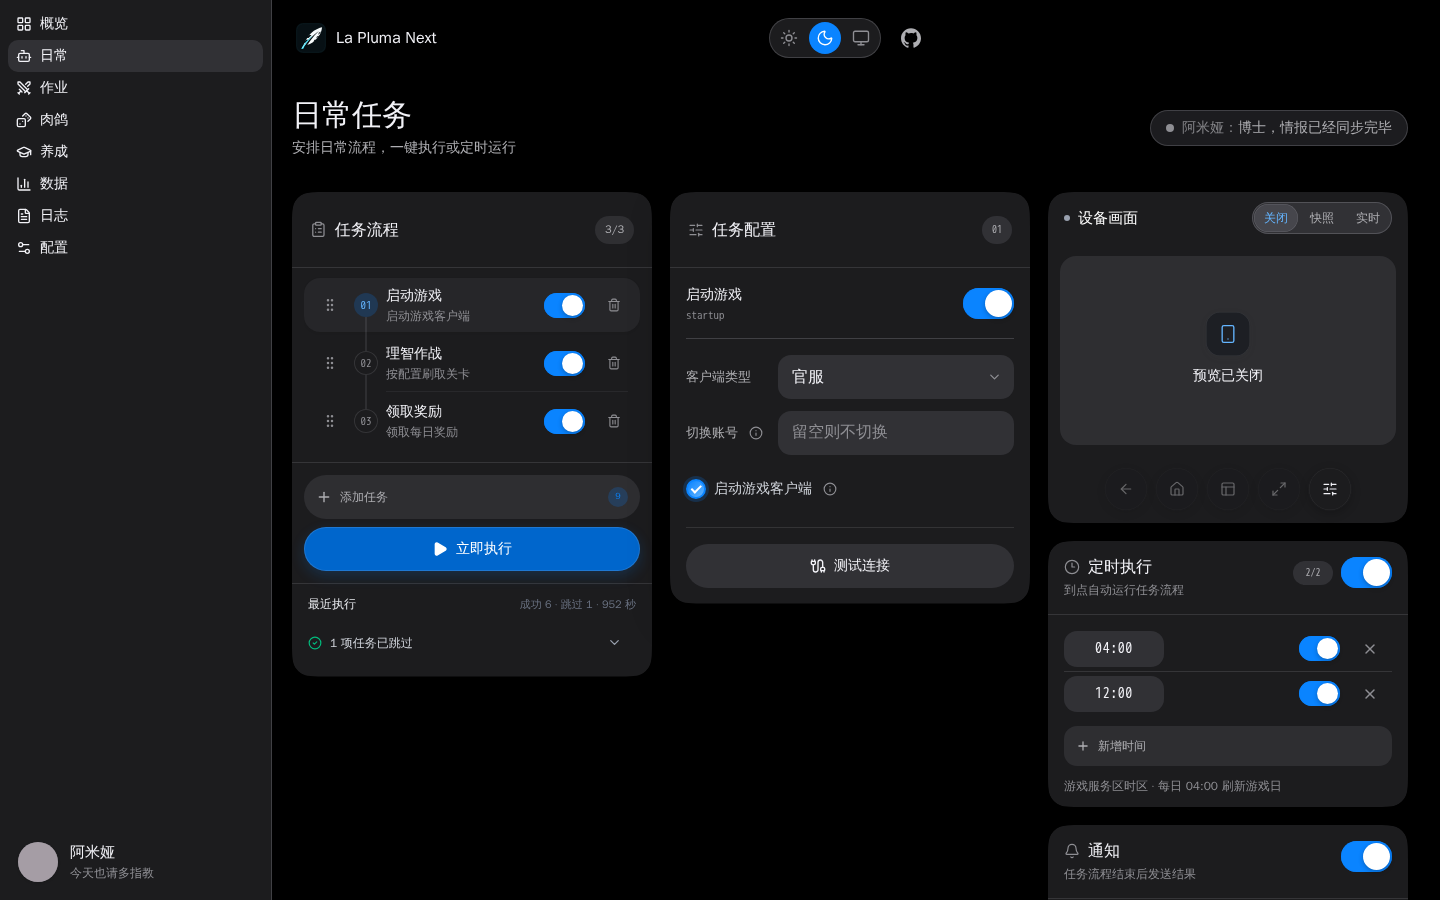 概览
日常
作业
肉鸽
养成
数据
日志
配置
阿米娅
今天也请多指教
La Pluma Next
日常任务
安排日常流程，一键执行或定时运行
阿米娅：博士，情报已经同步完毕
任务流程
3/3
01
启动游戏
启动游戏客户端
02
理智作战
按配置刷取关卡
03
领取奖励
领取每日奖励
添加任务
9
立即执行
最近执行
成功 6 · 跳过 1 · 952 秒
1 项任务已跳过
任务配置
01
启动游戏
startup
客户端类型
官服
切换账号
留空则不切换
启动游戏客户端
测试连接
设备画面
关闭
快照
实时
预览已关闭
定时执行
2/2
到点自动运行任务流程
04:00
12:00
新增时间
游戏服务区时区 · 每日 04:00 刷新游戏日
通知
任务流程结束后发送结果